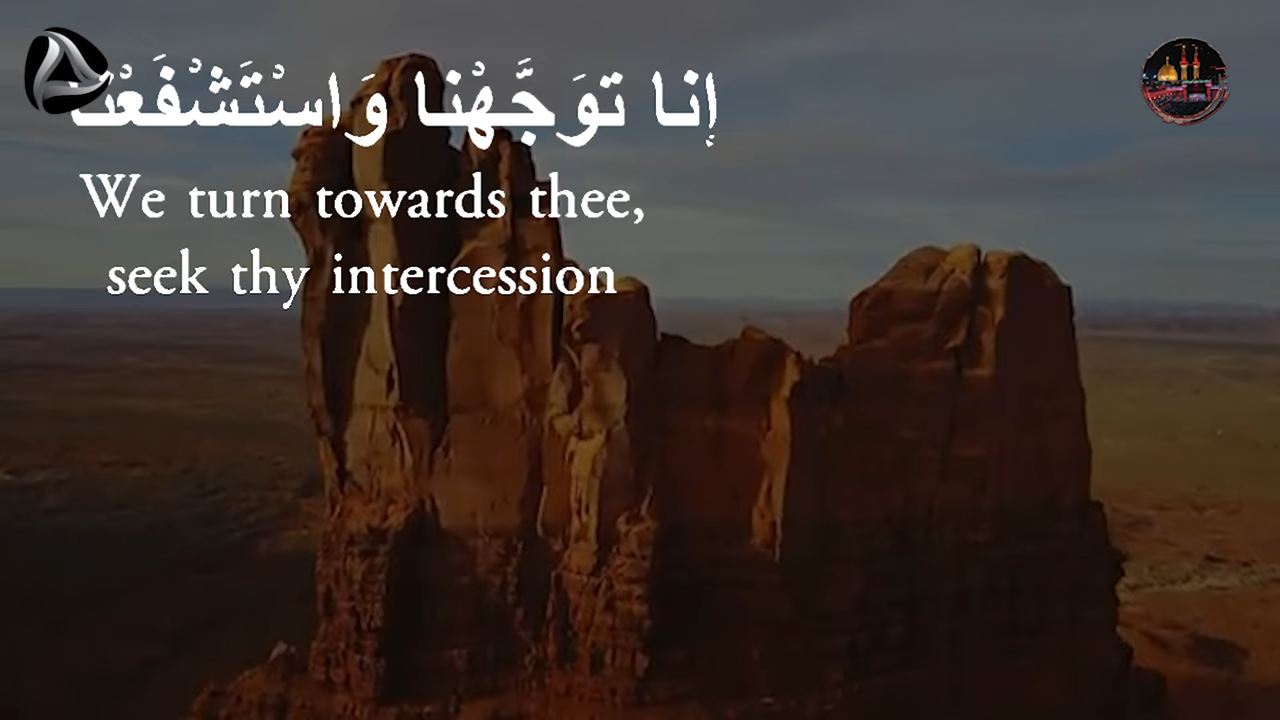 إنا توَجَّهْنا وَاسْتَشْفَعْنا
We turn towards thee,
seek thy intercession